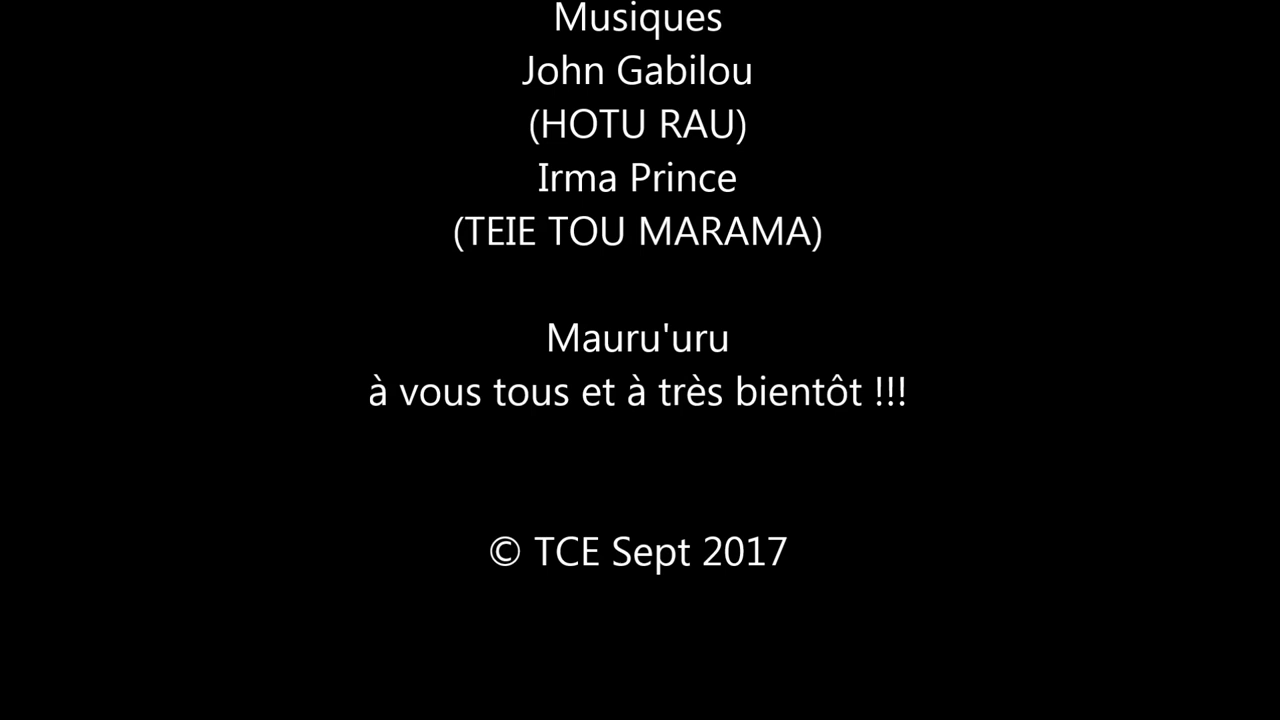 Musiques
John Gabilou
(HOTU RAU)
Irma Prince
(TEIE TOU MARAMA)
Mauru'uru
à vous tous et à très bientôt !!!
© TCE Sept 2017